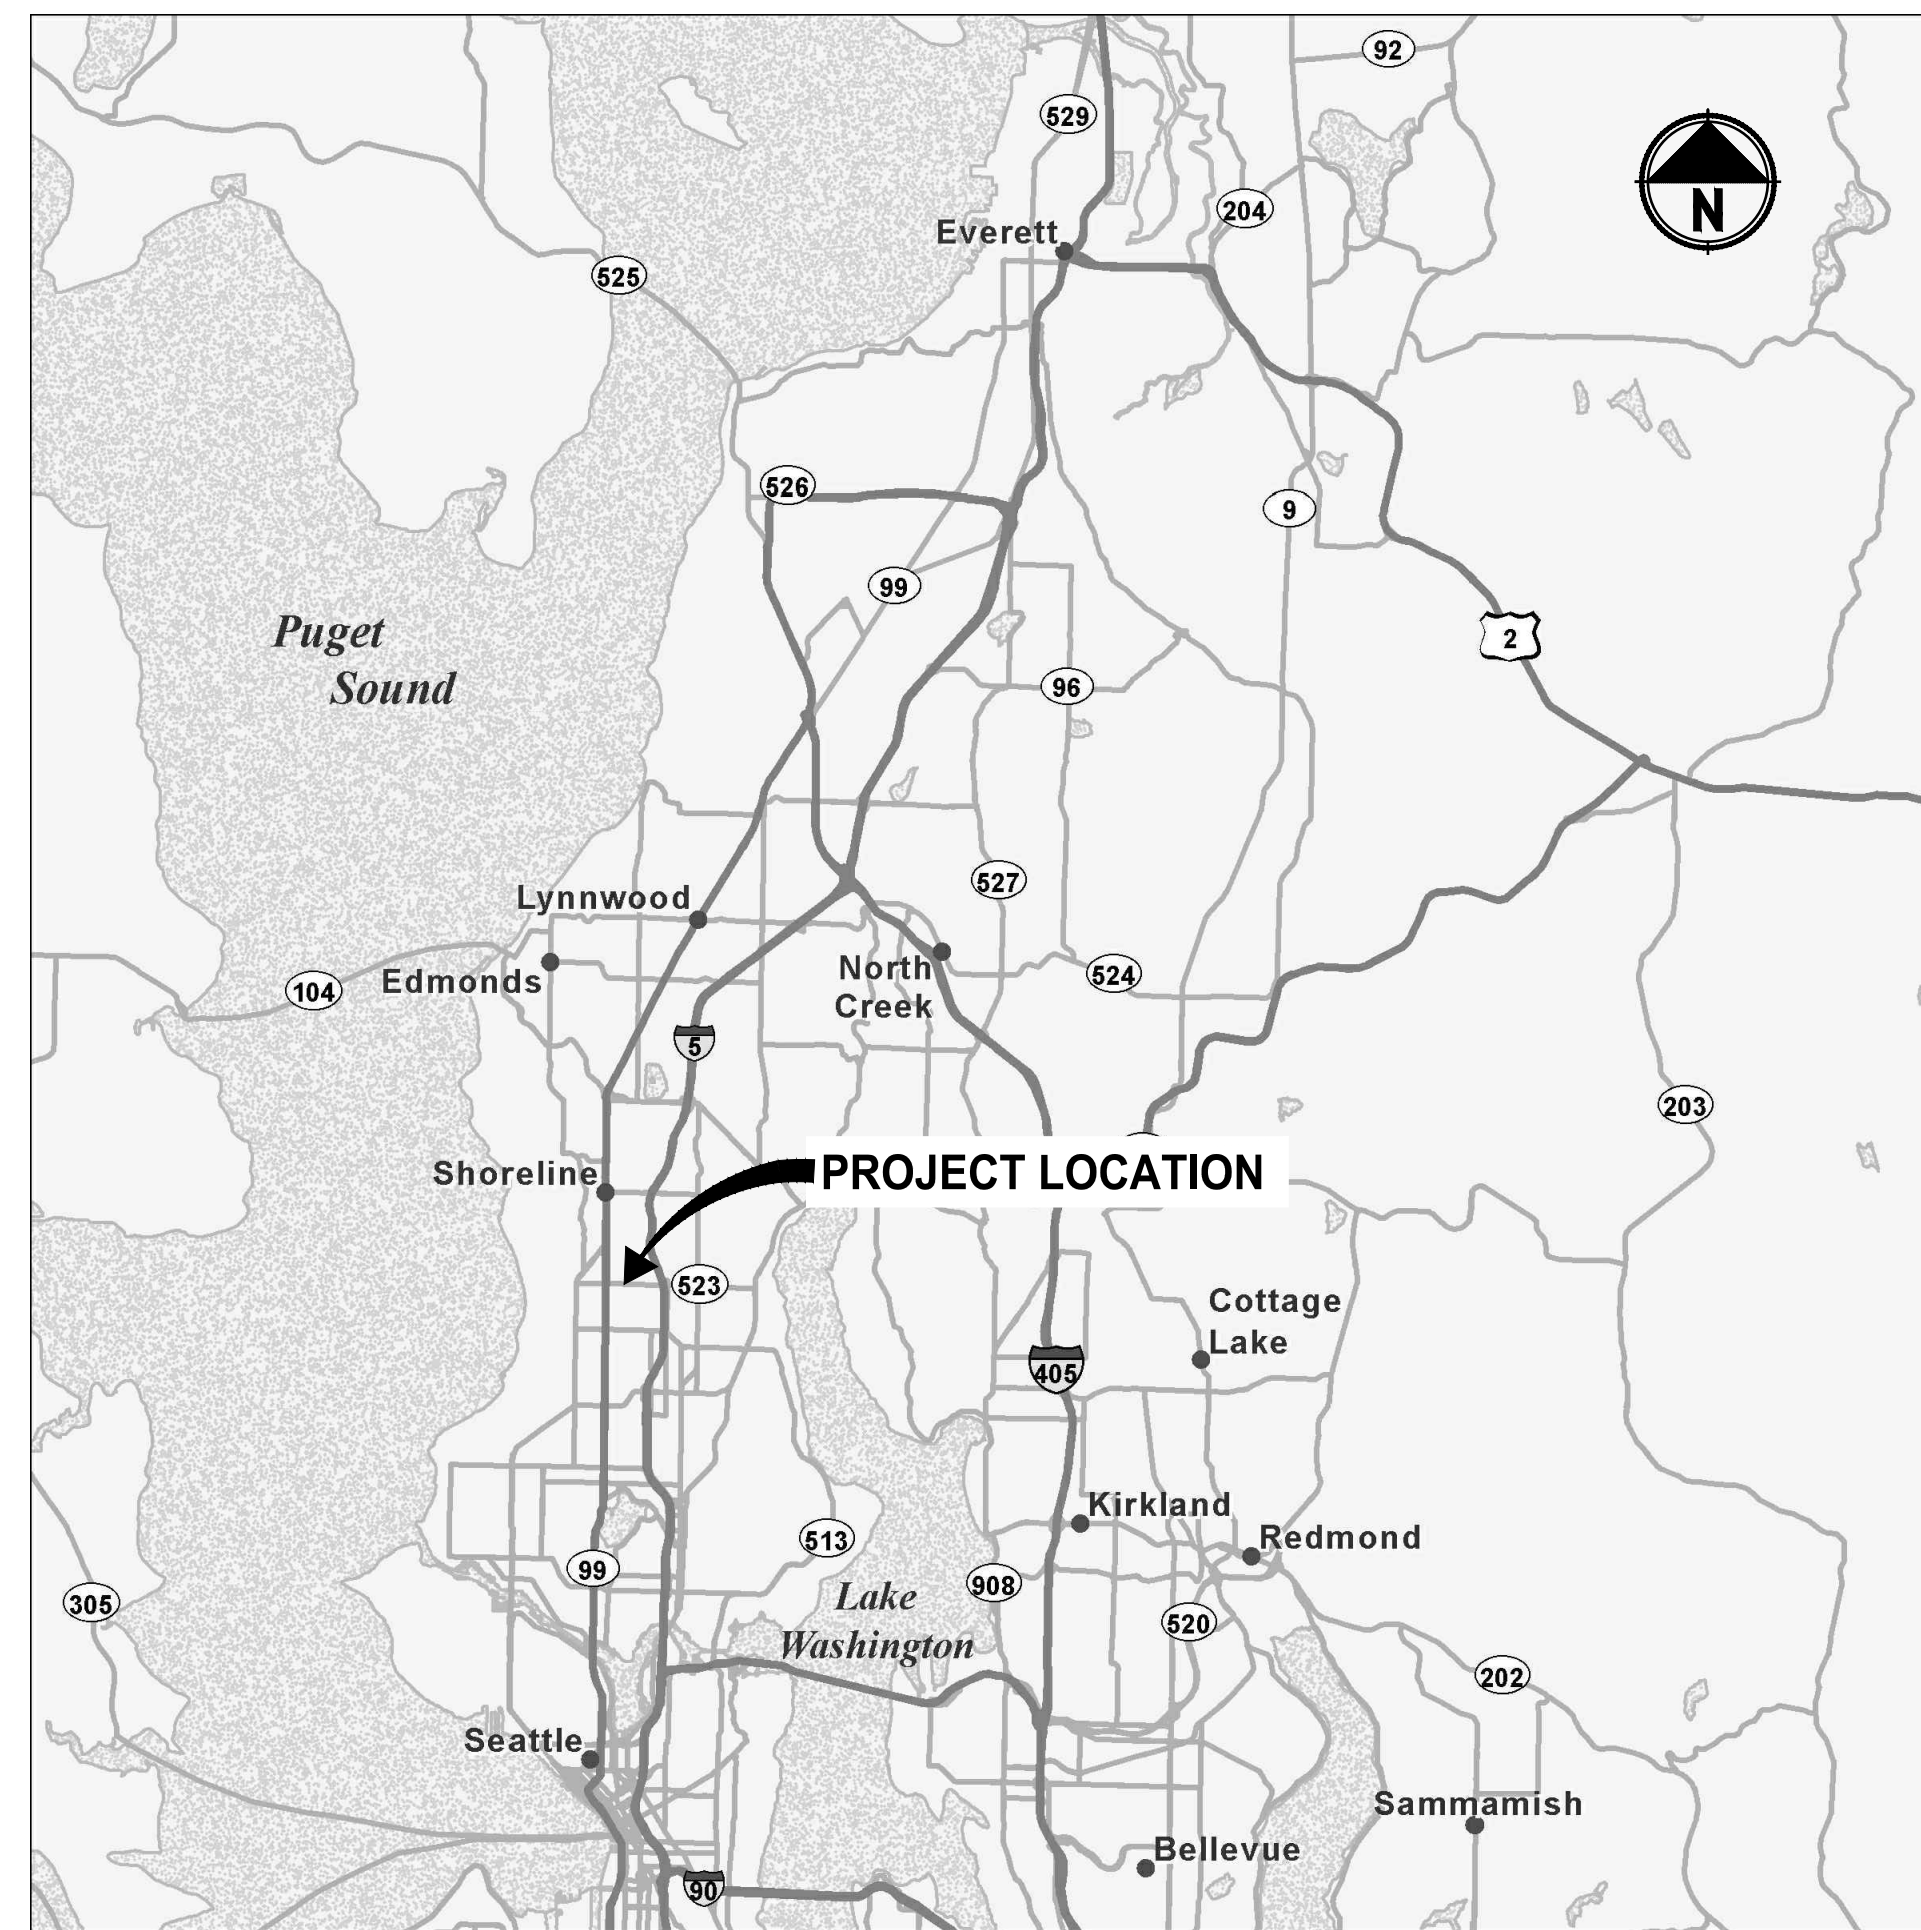 92
529
204
N
Everett
525
526
9
99
Puget
Sound
2
96
527
Lynnwood
North
Creek
524
Edmonds
104
5
203
PROJECT LOCATION
Shoreline
523
Cottage
Lake
405
Kirkland
Redmond
513
99
908
Lake
Washington
305
520
202
Seattle
Sammamish
Bellevue
90